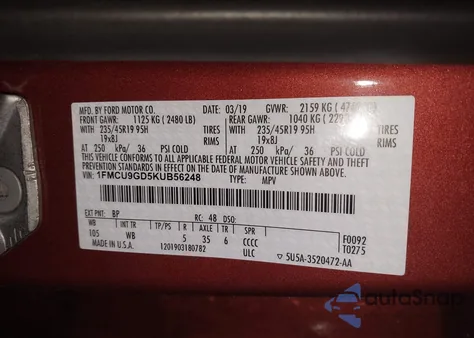 MFD. BY FORD MOTOR CO. 03/19 GVWR: 2159 KG
FRONT GAWR: 1125 KG (2480 LB) REAR GAWR: 1040 KG
WITH 235/45R19 95H TIRES WITH 235/45R19 95H TIRES
19x8J RIMS 19x8J RIMS
AT 250 kPa/ 36 PSI COLD AT 250 kPa/ 36
THIS VEHICLE CONFORMS TO ALL APPLICABLE FEDERAL MOTOR VEHICLE
SAFETY AND THEFT PREVENTION STANDARDS IN
EFFECT ON THE DATE OF MANUFACTURE SHOWN ABOVE.
VIN: 1FMCU9GD5KUB56248 TYPE: MPV
EXT PNT: BP RC: 48 DSO: F0092
WB R TP/PS AXLE TR SPR T0275
105 5 35 6 CCCC
MADE IN U.S.A. 1201903180782 ULC
5U5A-3520472-AA
autoSnap